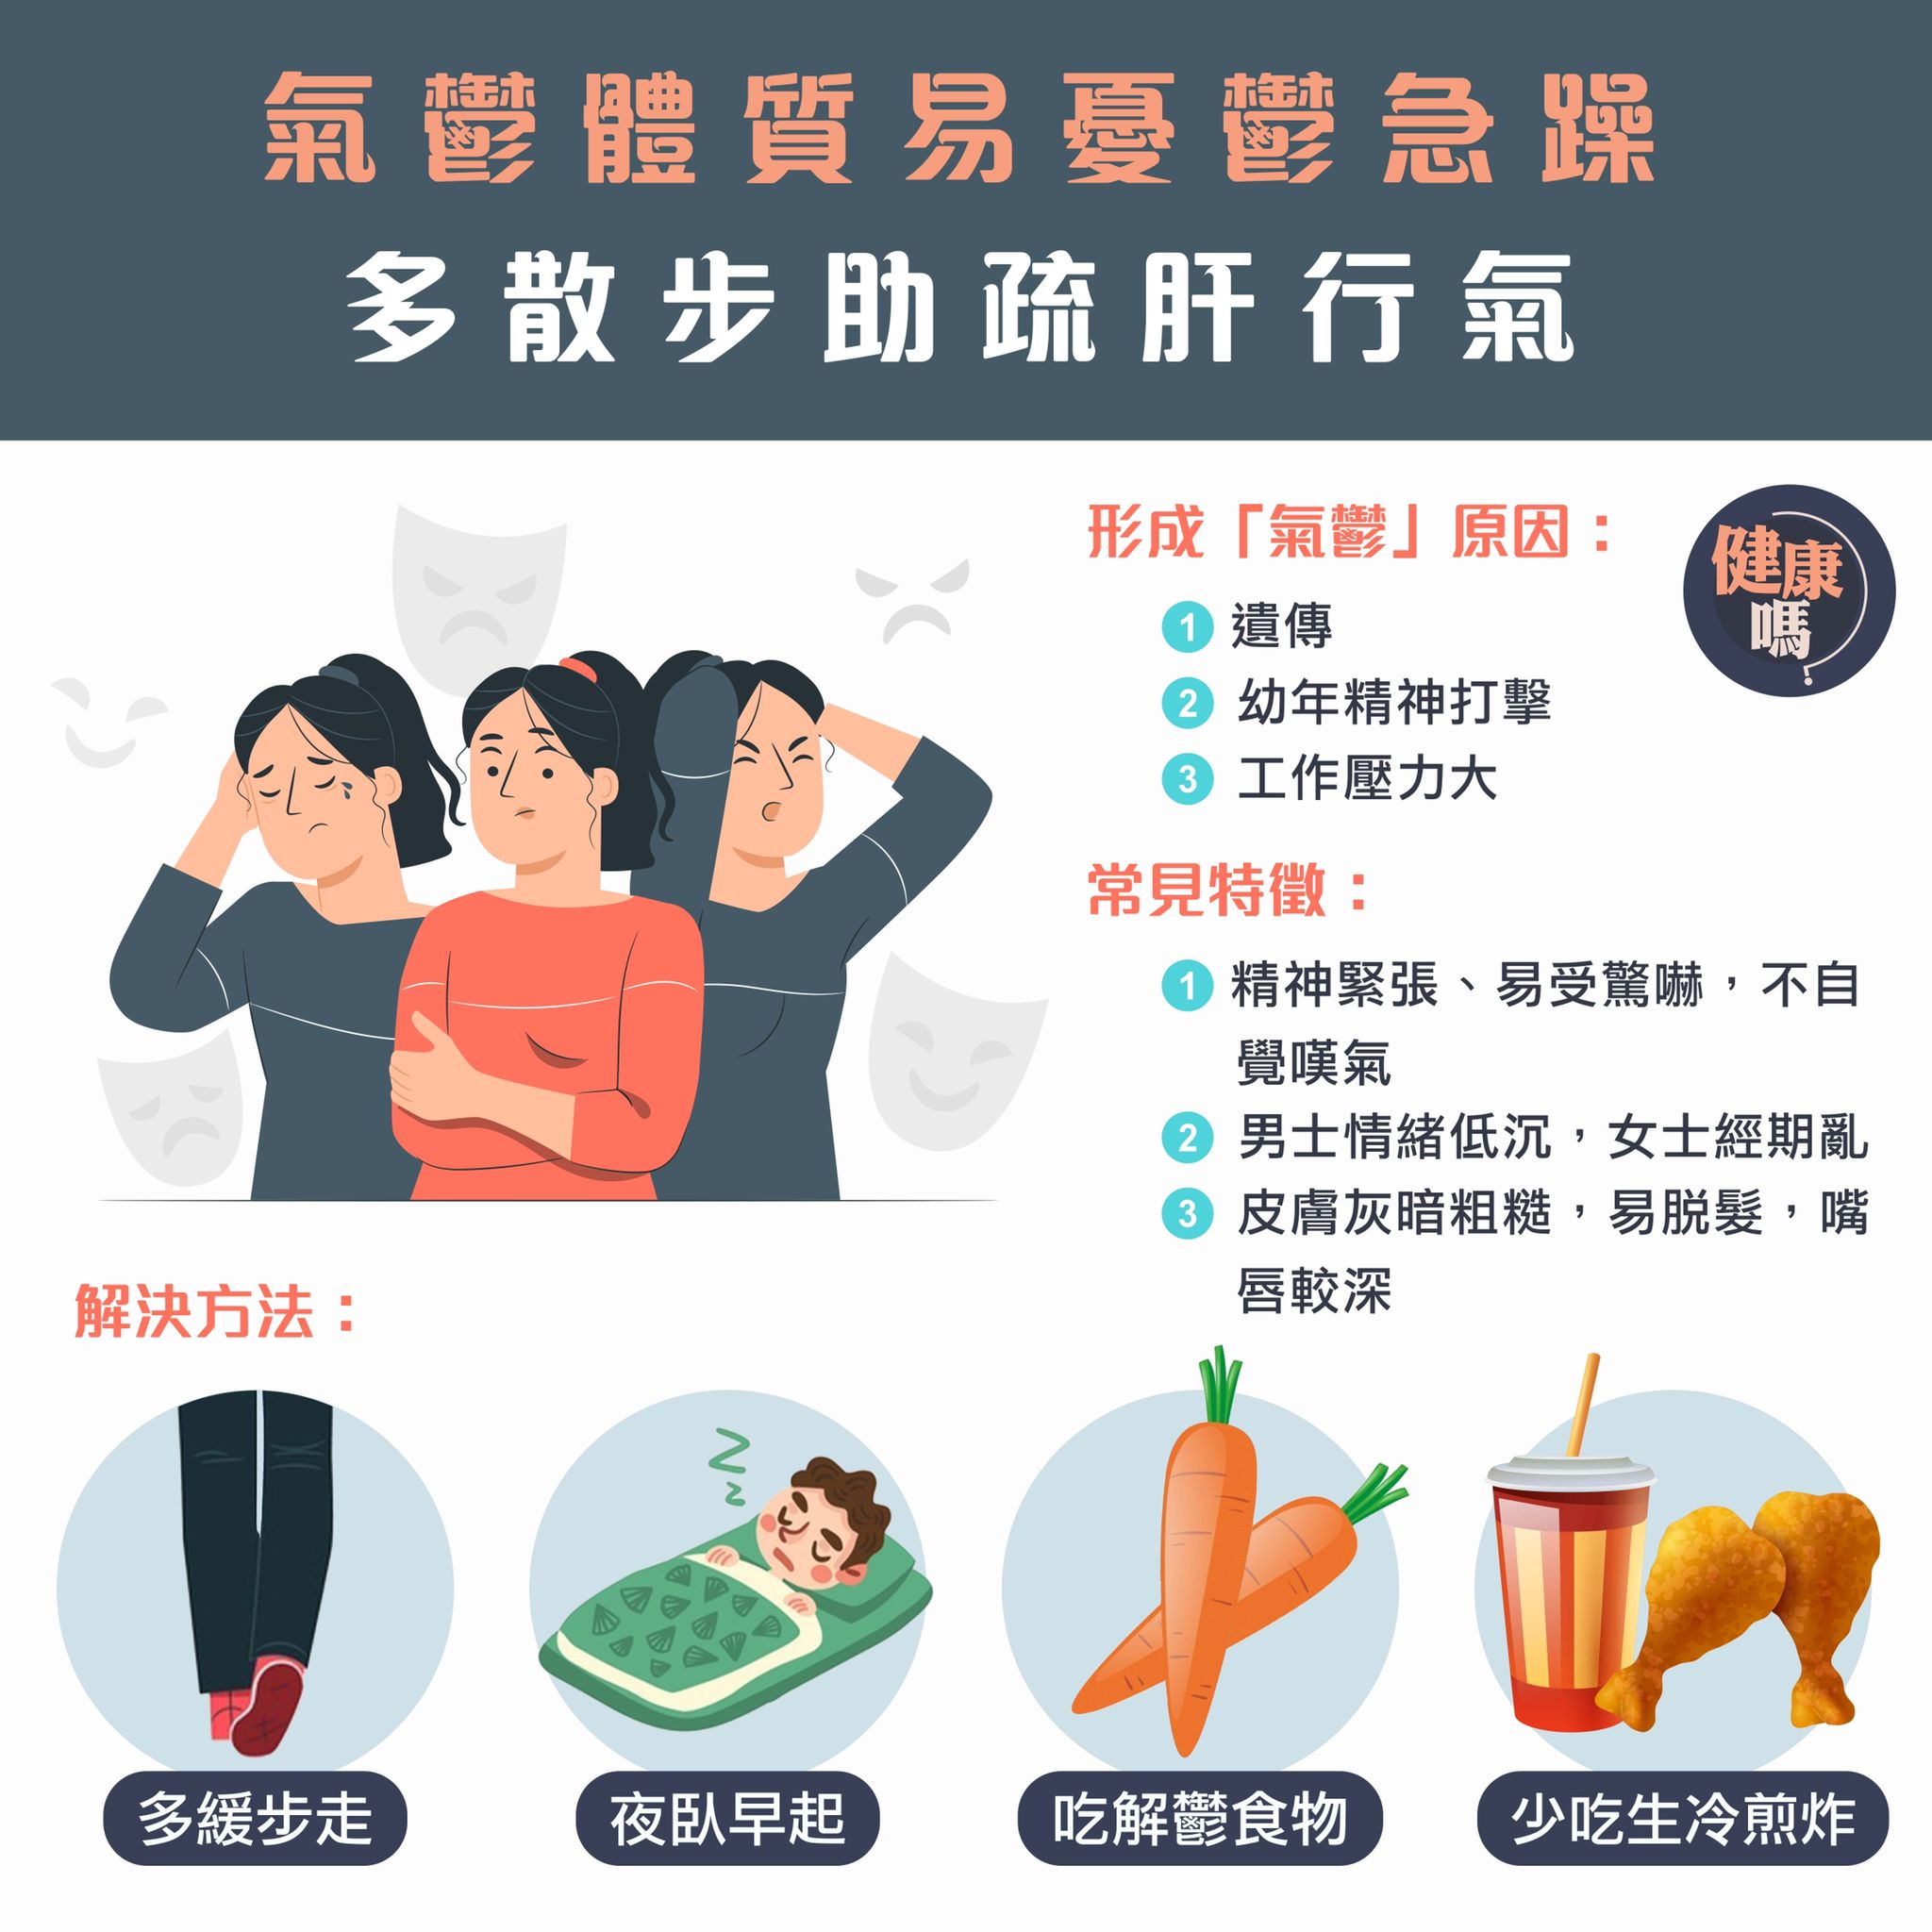 氣鬱體質易憂鬱急躁
多散步助疏肝行氣
形成「氣鬱」原因：
健康
嗎
?
1 遺傳
2 幼年精神打擊
3 工作壓力大
常見特徵：
1 精神緊張、易受驚嚇，不自
覺嘆氣
2 男士情緒低沉，女士經期亂
3 皮膚灰暗粗糙，易脫髮，嘴
唇較深
解決方法：
多緩步走
夜臥早起
吃解鬱食物
少吃生冷煎炸